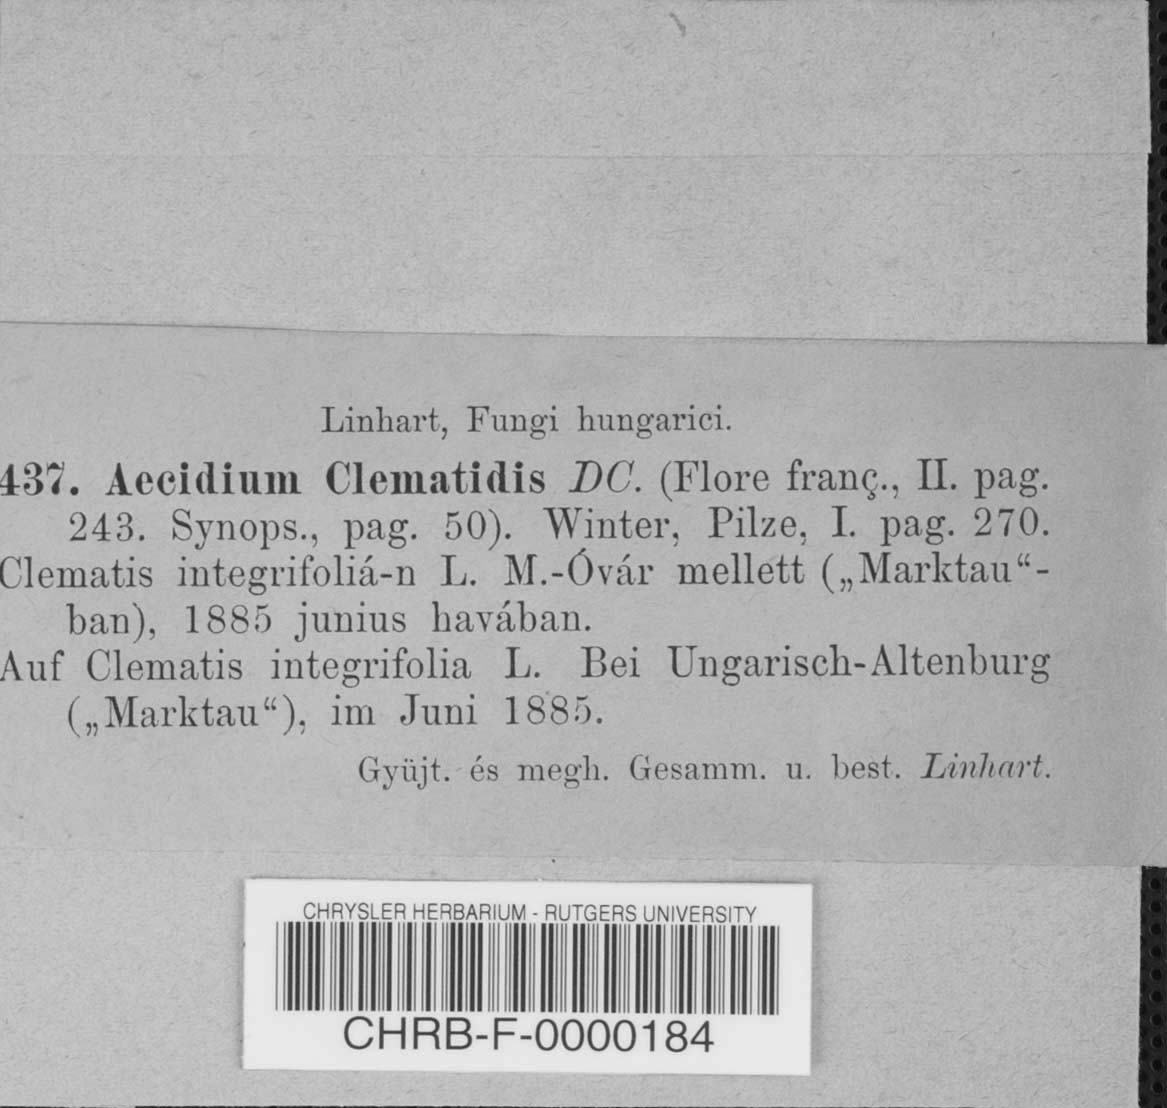 Linhart, Fungi hungarici.
437. Aecidium Clematidis DC. (Flore franç., II. pag.
243. Synops., pag. 50). Winter, Pilze, I. pag. 270.
Clematis integrifoliá-n L. M.-Óvár mellett („Marktau“-
ban), 1885 junius havában.
Auf Clematis integrifolia L. Bei Ungarisch-Altenburg
(„Marktau“), im Juni 1885.
Gyüjt. és megh. Gesamm. u. best. Linhart.
CHRYSLER HERBARIUM - RUTGERS UNIVERSITY
CHRB-F-0000184